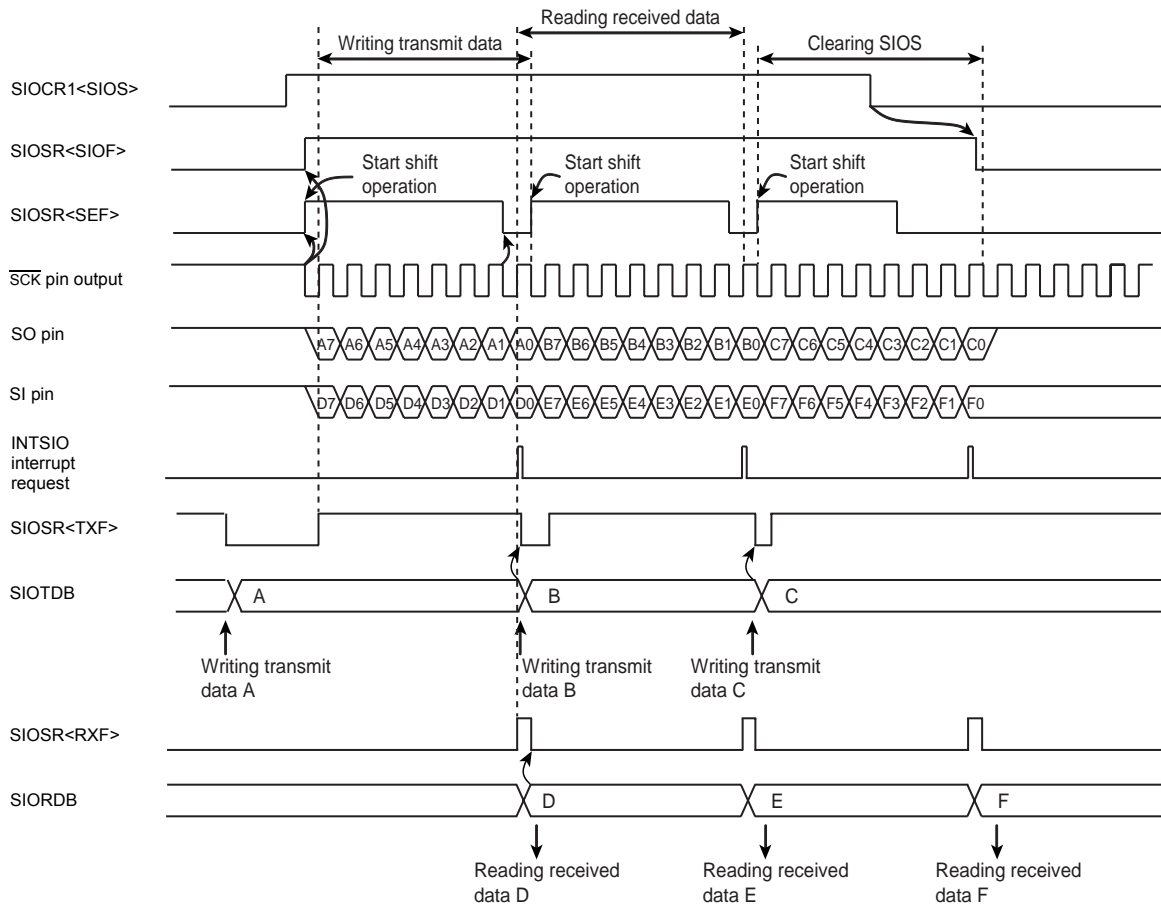 Reading received data
Writing transmit data
Clearing SIOS
SIOCR1<SIOS>
SIOSR<SIOF>
Start shift
operation
Start shift
operation
Start shift
operation
SIOSR<SEF>
SCK pin output
SO pin
A7 A6 A5 A4 A3 A2 A1 A0 B7 B6 B5 B4 B3 B2 B1 B0 C7 C6 C5 C4 C3 C2 C1 C0
SI pin
D7 D6 D5 D4 D3 D2 D1 D0 E7 E6 E5 E4 E3 E2 E1 E0 F7 F6 F5 F4 F3 F2 F1 F0
INTSIO
interrupt
request
SIOSR<TXF>
SIOTDB
A B C
Writing transmit
data A
Writing transmit
data B
Writing transmit
data C
SIOSR<RXF>
SIORDB
D E F
Reading received
data D
Reading received
data E
Reading received
data F